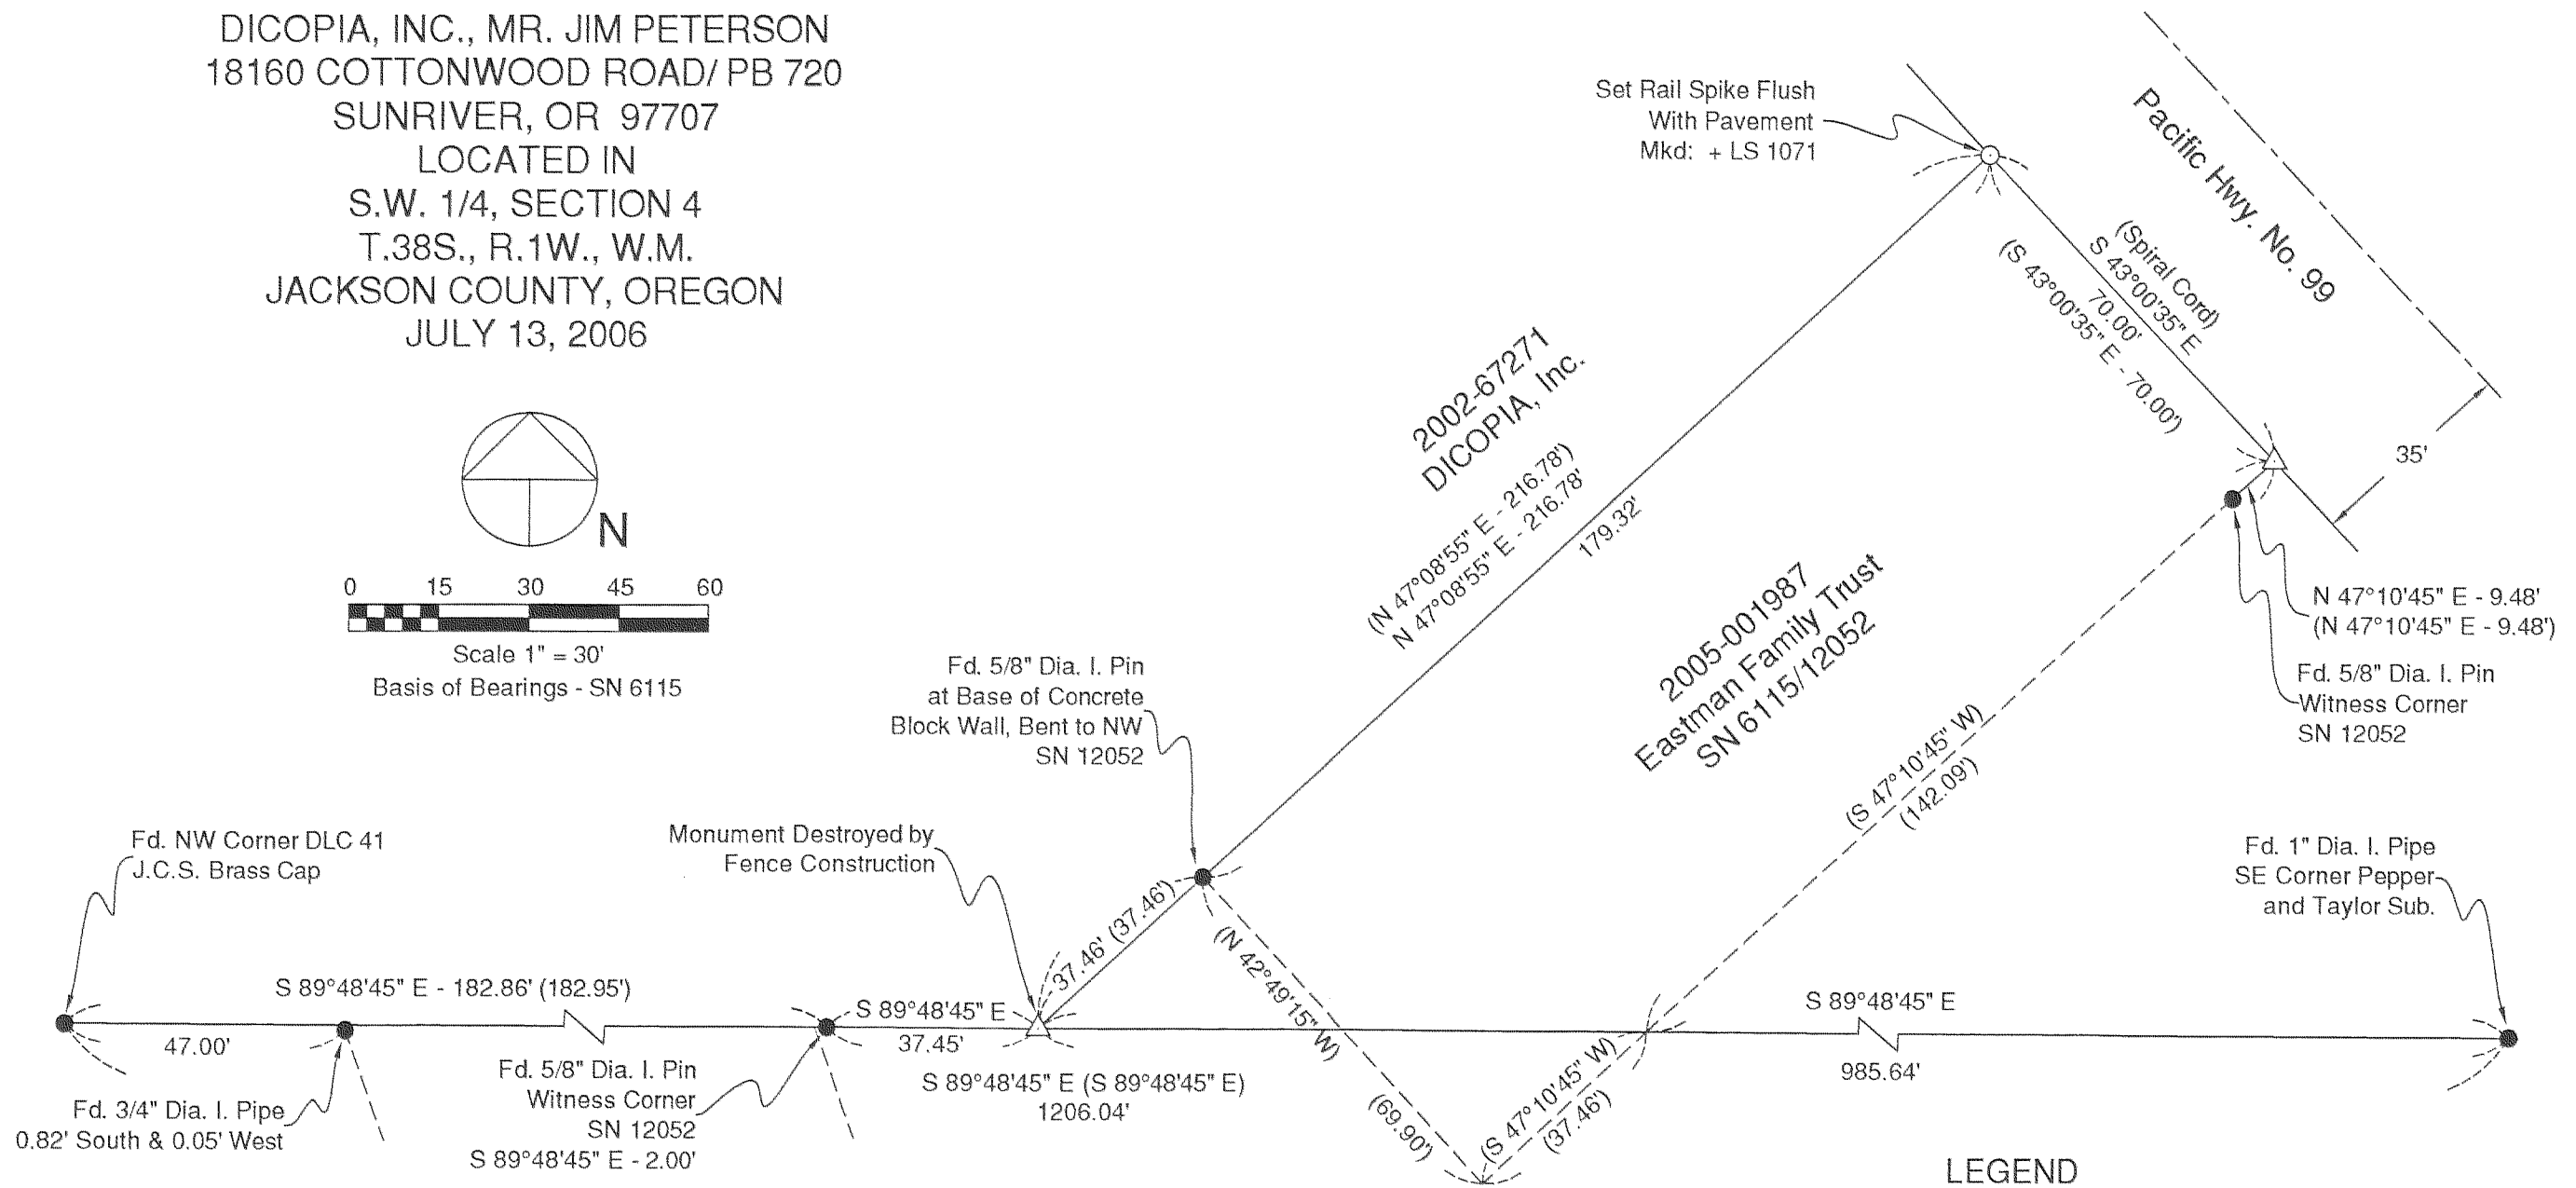 DICOPIA, INC., MR. JIM PETERSON
18160 COTTONWOOD ROAD/ PB 720
SUNRIVER, OR 97707
LOCATED IN
S.W. 1/4, SECTION 4
T.38S., R.1W., W.M.
JACKSON COUNTY, OREGON
JULY 13, 2006
N
0 15 30 45 60
Scale 1" = 30'
Basis of Bearings - SN 6115
Set Rail Spike Flush
With Pavement
Mkd: + LS 1071
Pacific Hwy. No. 99
(Spiral Cord)
S 43°00'35" E
70.00'
(S 43°00'35" E - 70.00')
35'
2002-67271
DICOPIA, Inc.
(N 47°08'55" E - 216.78')
N 47°08'55" E - 216.78'
179.32'
2005-001987
Eastman Family Trust
SN 6115/12052
N 47°10'45" E - 9.48'
(N 47°10'45" E - 9.48')
Fd. 5/8" Dia. I. Pin
Witness Corner
SN 12052
(S 47°10'45" W)
(142.09')
Fd. 5/8" Dia. I. Pin
at Base of Concrete
Block Wall, Bent to NW
SN 12052
Fd. NW Corner DLC 41
J.C.S. Brass Cap
Monument Destroyed by
Fence Construction
37.46' (37.46')
(N 42°49'15" W)
(69.90')
Fd. 1" Dia. I. Pipe
SE Corner Pepper
and Taylor Sub.
S 89°48'45" E - 182.86' (182.95')
47.00'
S 89°48'45" E
37.45'
S 89°48'45" E (S 89°48'45" E)
1206.04'
S 89°48'45" E
985.64'
Fd. 3/4" Dia. I. Pipe
0.82' South & 0.05' West
Fd. 5/8" Dia. I. Pin
Witness Corner
SN 12052
S 89°48'45" E - 2.00'
(S 47°10'45" W)
(37.46')
LEGEND